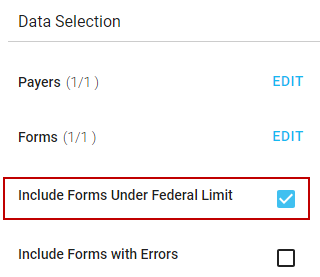 Data Selection
Payers (1/1 ) EDIT
Forms (1/1 ) EDIT
Include Forms Under Federal Limit
Include Forms with Errors